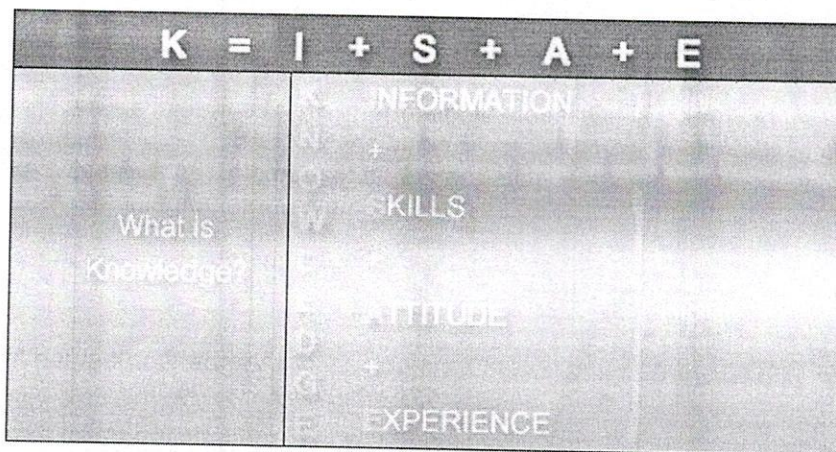 K = I + S + A + E
What is
Knowledge?
K
N
O
W
L
E
D
G
E
INFORMATION
+
SKILLS
+
ATTITUDE
+
EXPERIENCE